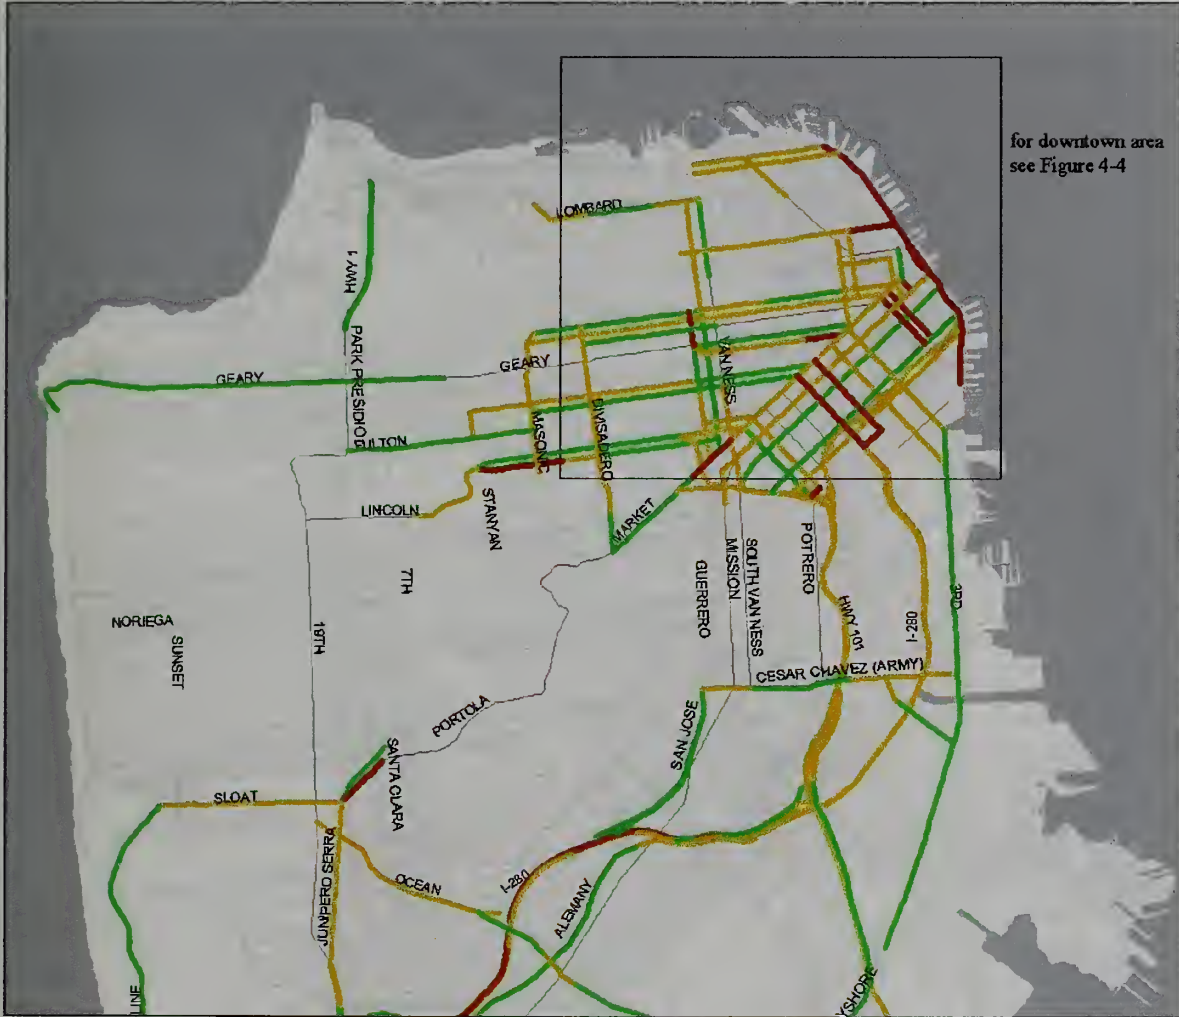 for downtown area
see Figure 4-4
LOMBARD
HWY 1
PARK PRESIDIO
GEARY
GEARY
VAN NESS
MASONIC
DIVISADERO
FULTON
LINCOLN
STANYAN
MARKET
7TH
NORIEGA
SUNSET
19TH
GUERRERO
MISSION
SOUTH VAN NESS
POTRERO
HWY 101
I-280
3RD
CESAR CHAVEZ (ARMY)
PORTOLA
SAN JOSE
SANTA CLARA
SLOAT
JUNIPERO SERRA
OCEAN
I-280
ALEMANY
LINE
YSHORE